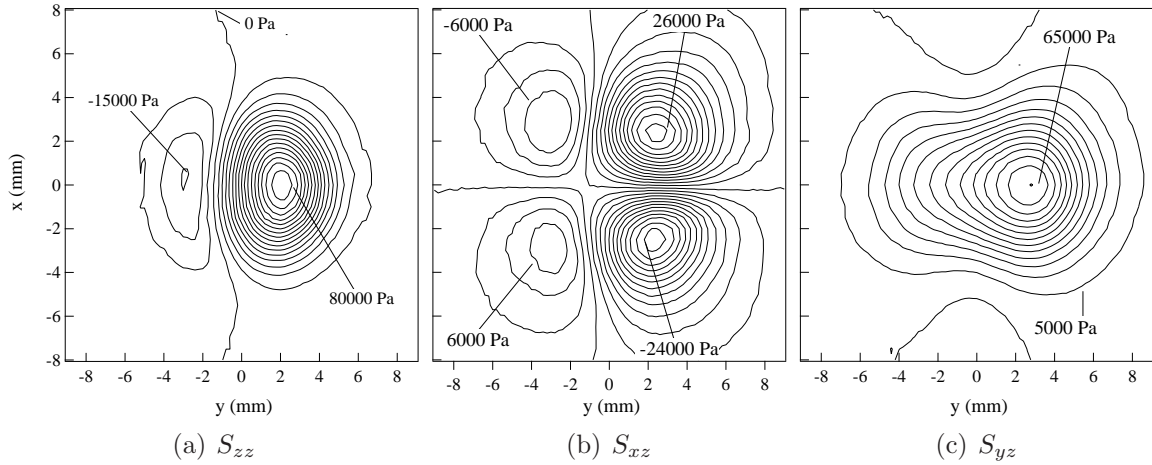 8
6
4
2
0
-2
-4
-6
-8
x (mm)
0 Pa
-15000 Pa
80000 Pa
-8 -6 -4 -2 0 2 4 6 8
y (mm)
(a) Szz
-6000 Pa
26000 Pa
6000 Pa
-24000 Pa
-8 -6 -4 -2 0 2 4 6 8
y (mm)
(b) Sxz
65000 Pa
5000 Pa
-8 -6 -4 -2 0 2 4 6 8
y (mm)
(c) Syz